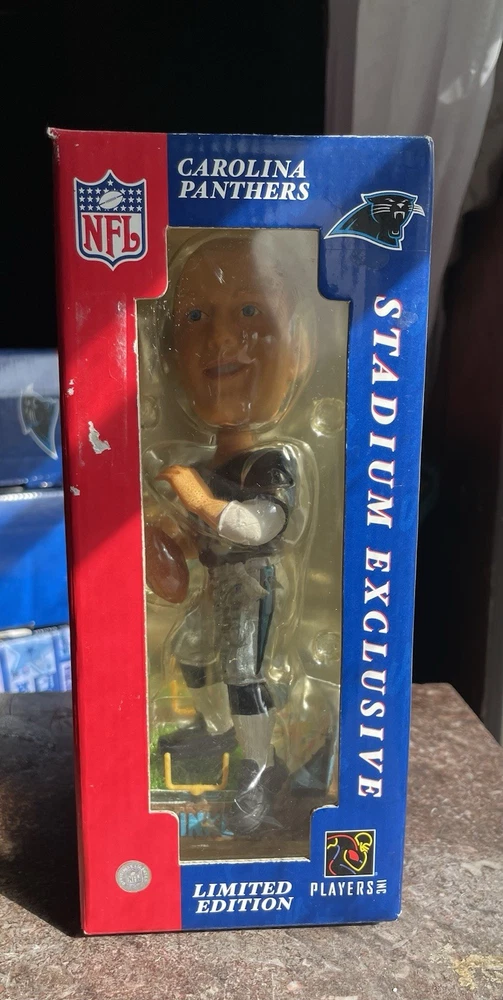 CAROLINA
PANTHERS
NFL
STADIUM EXCLUSIVE
LIMITED
EDITION
PLAYERS INC